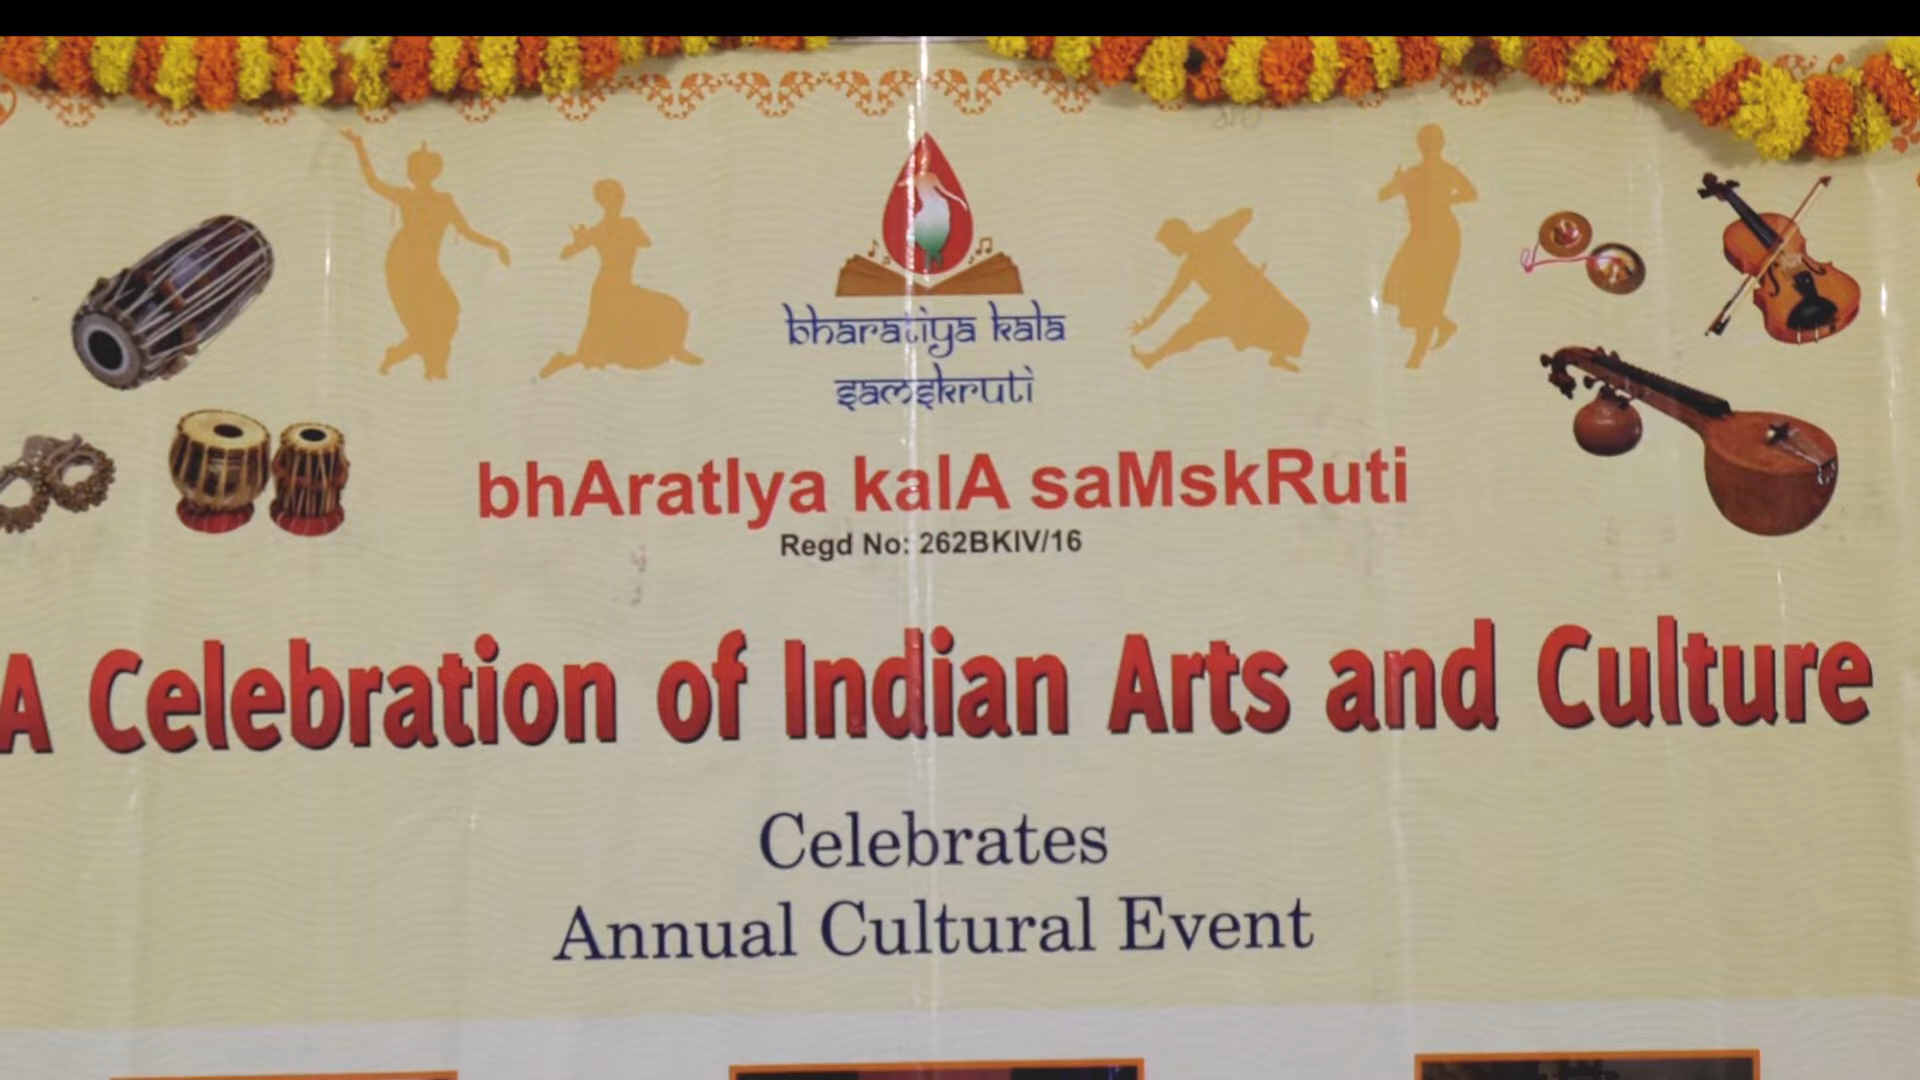 bharatiya kala
samskruti
bhAratIya kalA saMskRuti
Regd No: 262BKIV/16
A Celebration of Indian Arts and Culture
Celebrates
Annual Cultural Event